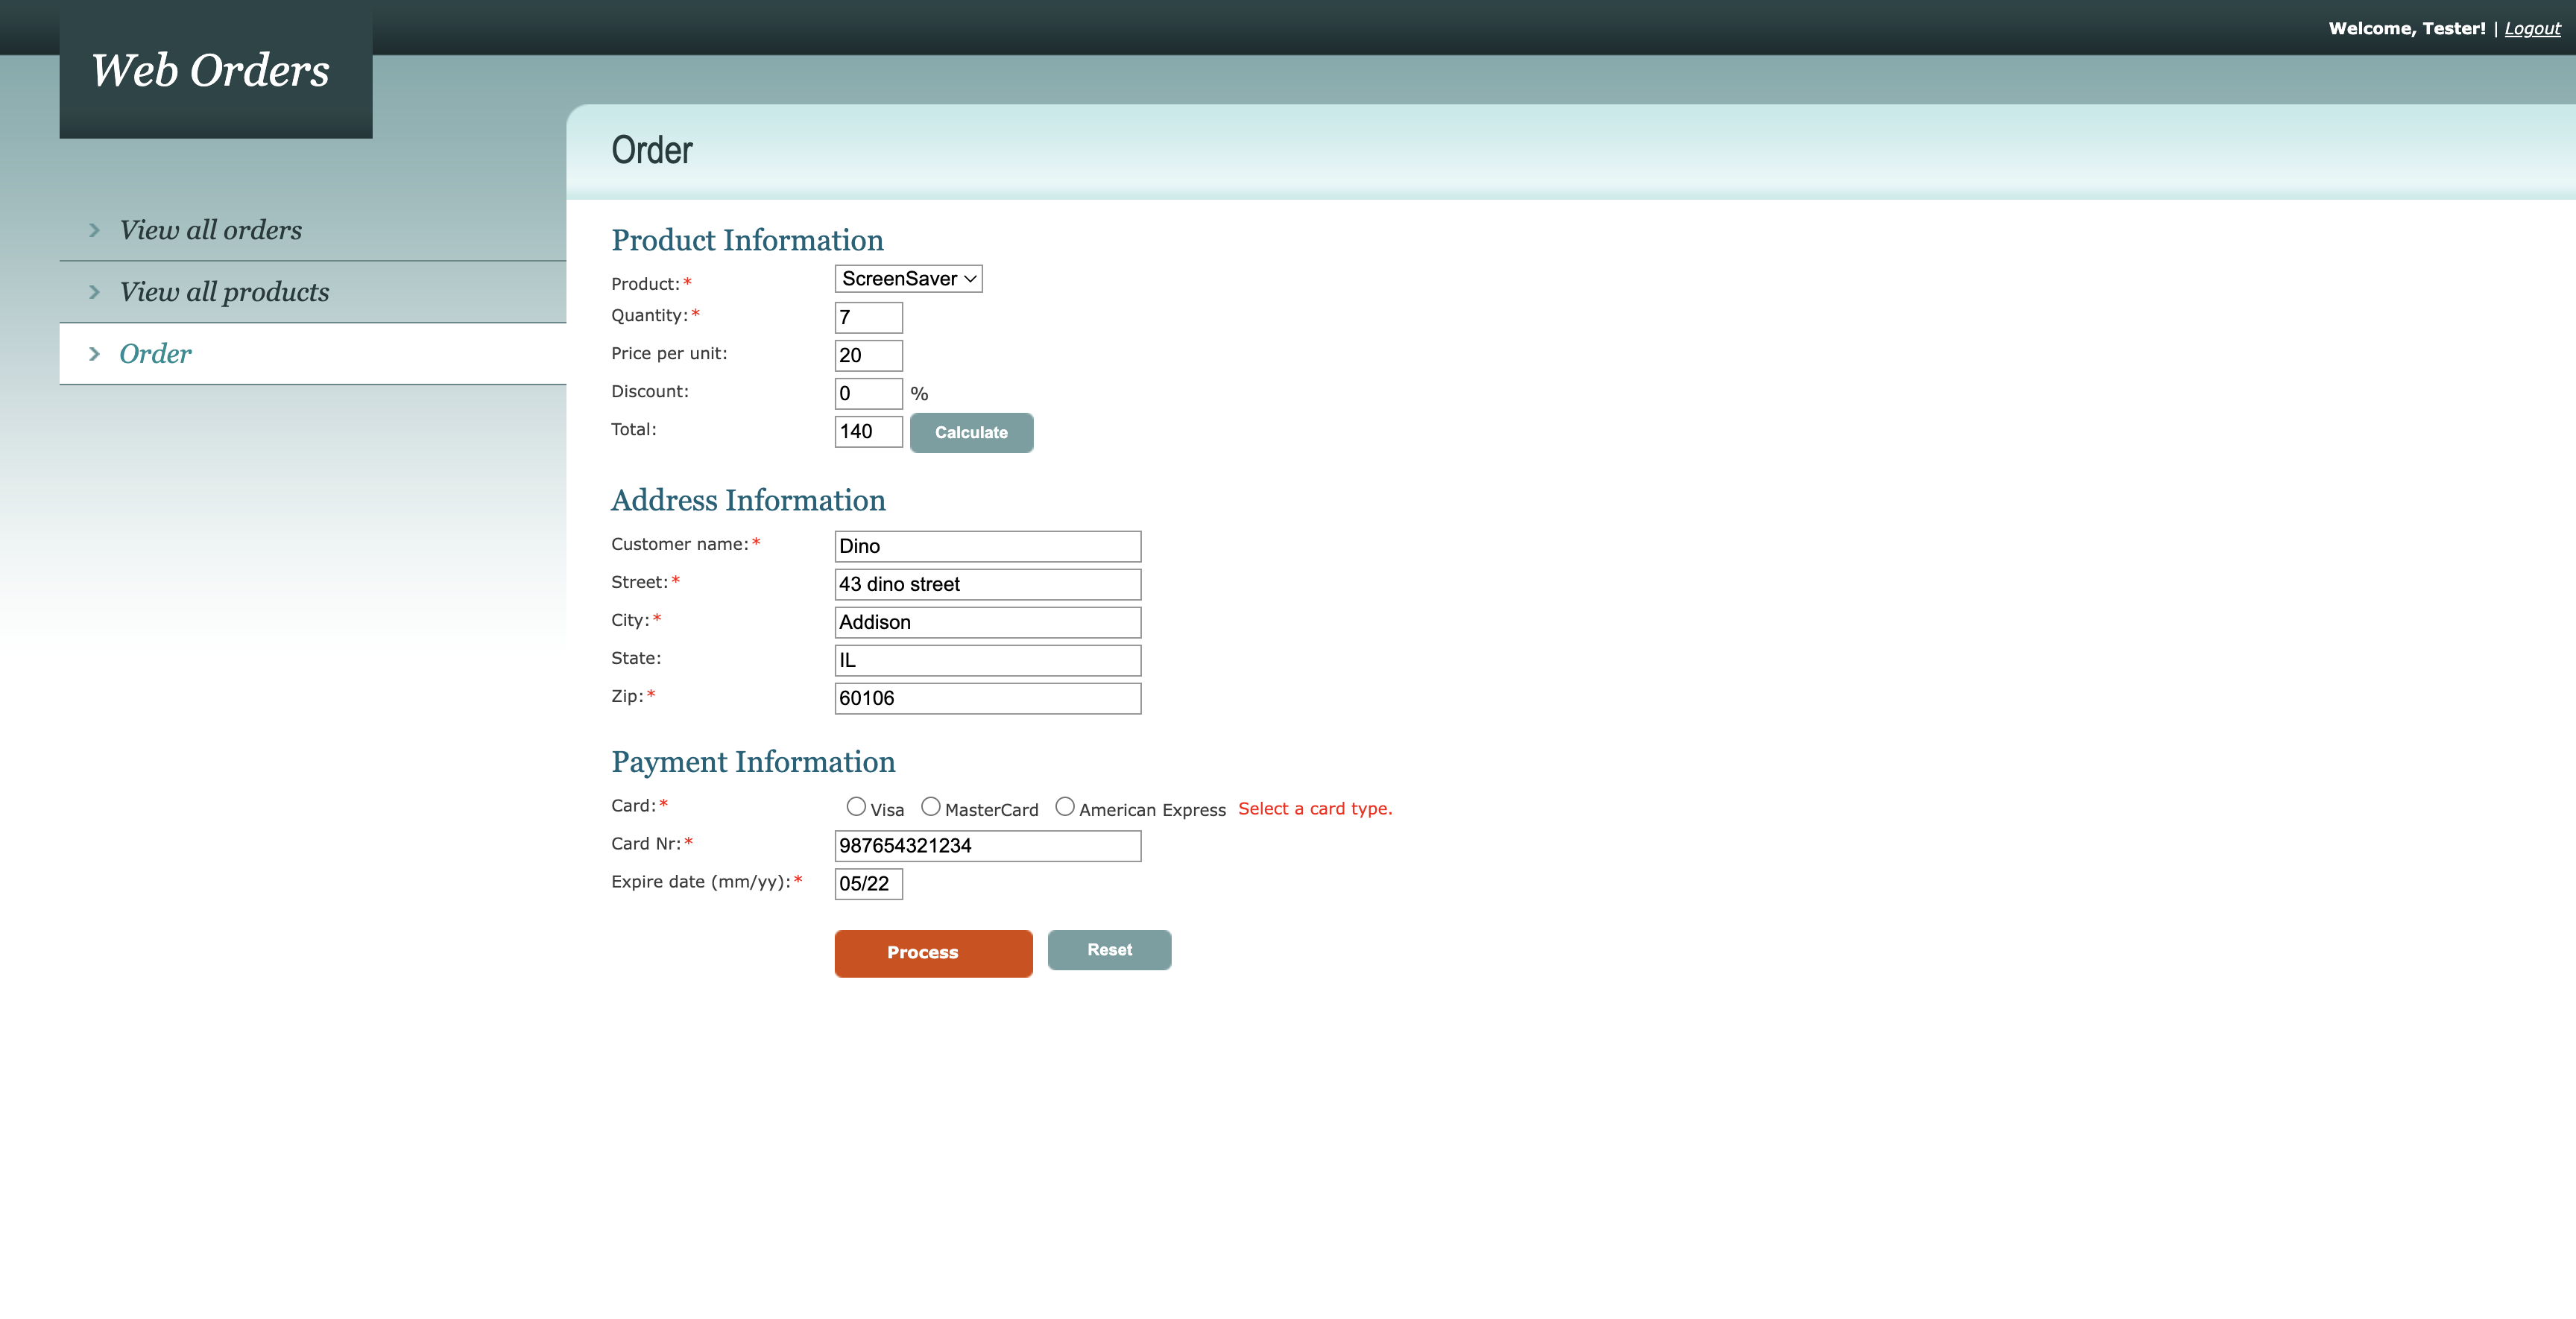 Welcome, Tester! | Logout
Web Orders
View all orders
View all products
Order
Order
Product Information
Product:* ScreenSaver
Quantity:* 7
Price per unit: 20
Discount: 0 %
Total: 140 Calculate
Address Information
Customer name:* Dino
Street:* 43 dino street
City:* Addison
State: IL
Zip:* 60106
Payment Information
Card:* Visa MasterCard American Express Select a card type.
Card Nr:* 987654321234
Expire date (mm/yy):* 05/22
Process Reset